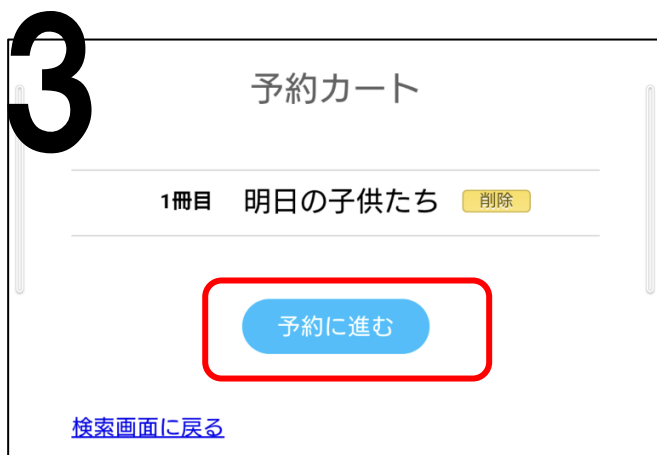 3
予約カート
1冊目 明日の子供たち 削除
予約に進む
検索画面に戻る